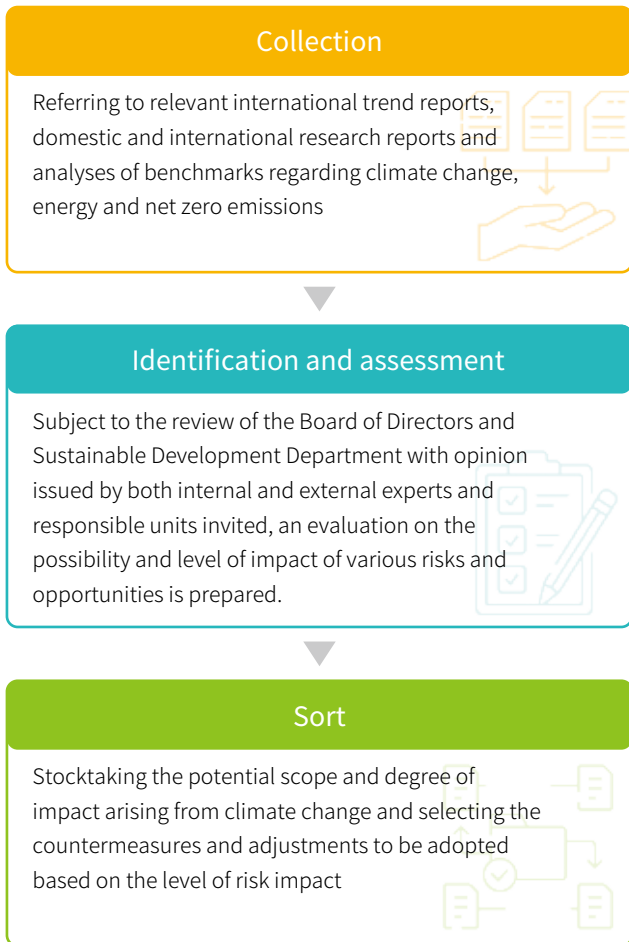 Collection
Referring to relevant international trend reports,
domestic and international research reports and
analyses of benchmarks regarding climate change,
energy and net zero emissions
Identification and assessment
Subject to the review of the Board of Directors and
Sustainable Development Department with opinion
issued by both internal and external experts and
responsible units invited, an evaluation on the
possibility and level of impact of various risks and
opportunities is prepared.
Sort
Stocktaking the potential scope and degree of
impact arising from climate change and selecting the
countermeasures and adjustments to be adopted
based on the level of risk impact